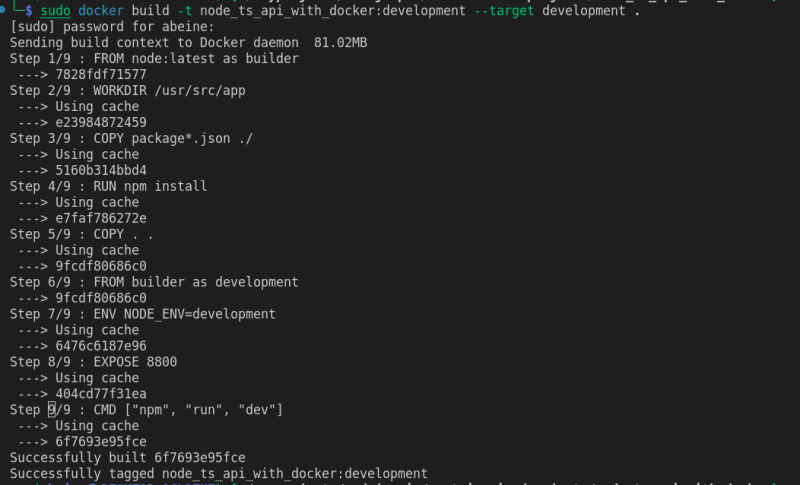 └─$ sudo docker build -t node_ts_api_with_docker:development --target development .
[sudo] password for abeine:
Sending build context to Docker daemon  81.02MB
Step 1/9 : FROM node:latest as builder
 ---> 7828fdf71577
Step 2/9 : WORKDIR /usr/src/app
 ---> Using cache
 ---> e23984872459
Step 3/9 : COPY package*.json ./
 ---> Using cache
 ---> 5160b314bbd4
Step 4/9 : RUN npm install
 ---> Using cache
 ---> e7faf786272e
Step 5/9 : COPY . .
 ---> Using cache
 ---> 9fcdf80686c0
Step 6/9 : FROM builder as development
 ---> 9fcdf80686c0
Step 7/9 : ENV NODE_ENV=development
 ---> Using cache
 ---> 6476c6187e96
Step 8/9 : EXPOSE 8800
 ---> Using cache
 ---> 404cd77f31ea
Step 9/9 : CMD ["npm", "run", "dev"]
 ---> Using cache
 ---> 6f7693e95fce
Successfully built 6f7693e95fce
Successfully tagged node_ts_api_with_docker:development